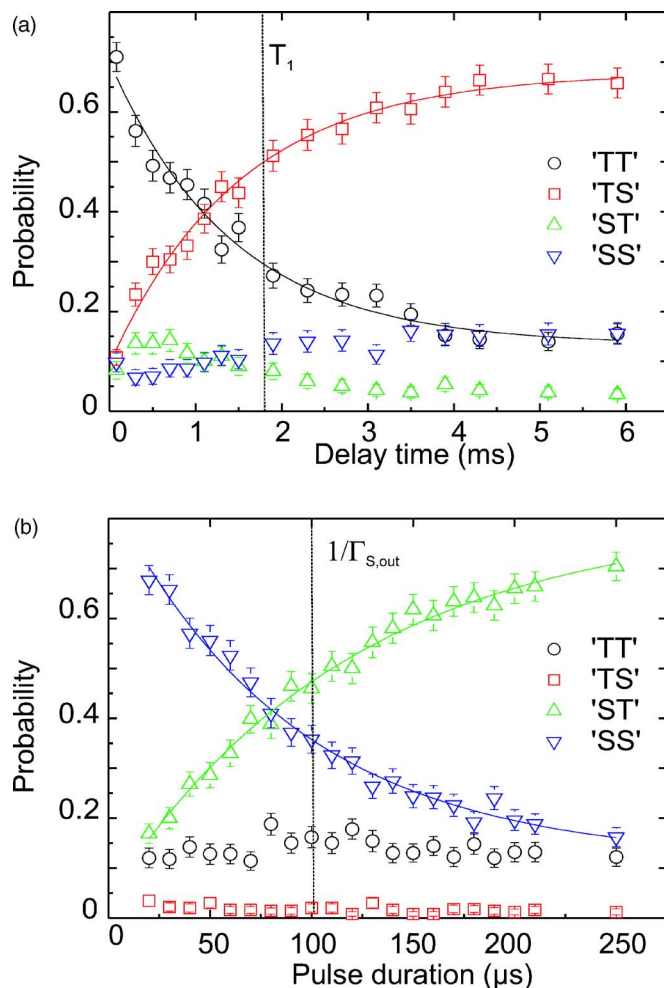 (a)
T₁
0.6
0.4
0.2
0
Probability
'TT'
'TS'
'ST'
'SS'
0 1 2 3 4 5 6
Delay time (ms)
(b)
1/Γ_S,out
0.6
0.4
0.2
0
Probability
'TT'
'TS'
'ST'
'SS'
0 50 100 150 200 250
Pulse duration (µs)